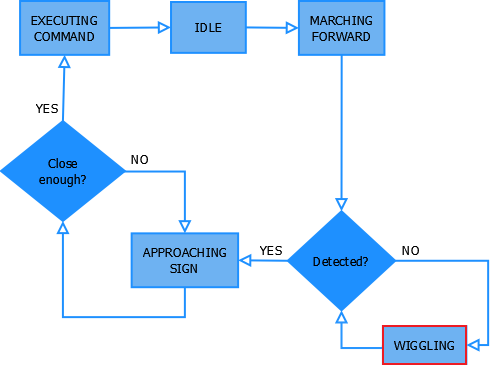 EXECUTING
COMMAND
IDLE
MARCHING
FORWARD
YES
Close
enough?
NO
APPROACHING
SIGN
YES
Detected?
NO
WIGGLING